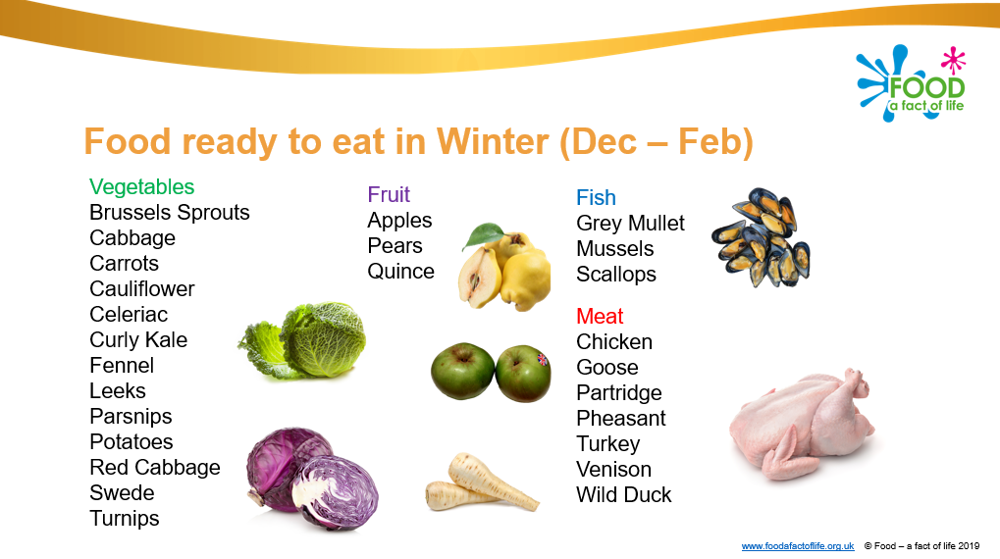 FOOD
a fact of life
Food ready to eat in Winter (Dec – Feb)
Vegetables
Brussels Sprouts
Cabbage
Carrots
Cauliflower
Celeriac
Curly Kale
Fennel
Leeks
Parsnips
Potatoes
Red Cabbage
Swede
Turnips
Fruit
Apples
Pears
Quince
Fish
Grey Mullet
Mussels
Scallops
Meat
Chicken
Goose
Partridge
Pheasant
Turkey
Venison
Wild Duck
www.foodafactoflife.org.uk © Food – a fact of life 2019